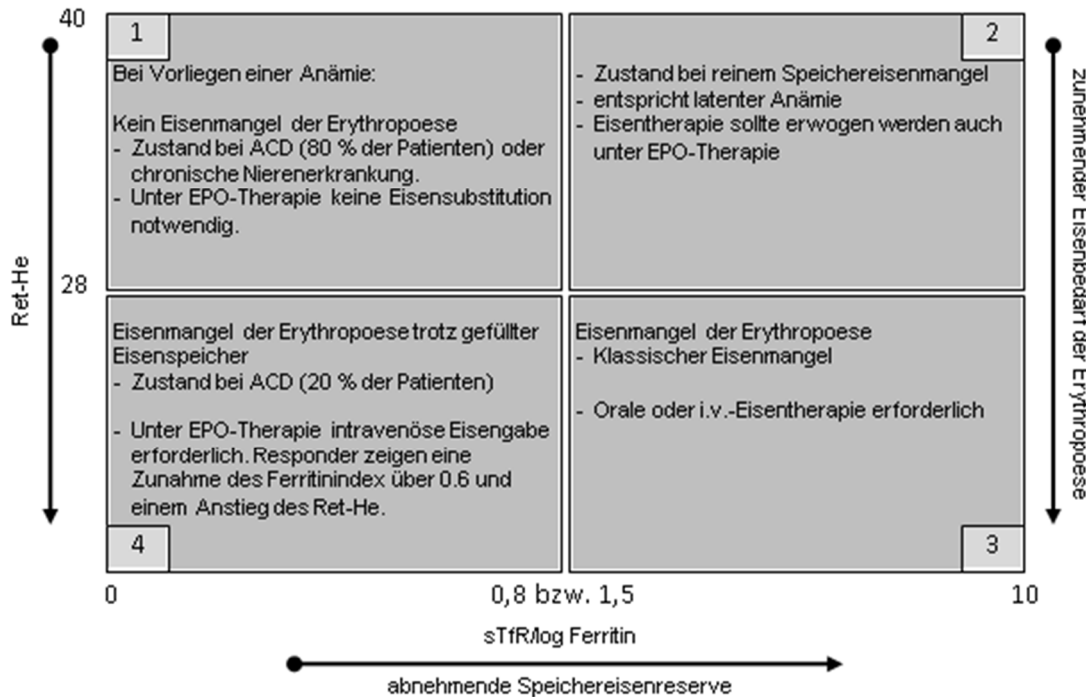 40
1
2
Bei Vorliegen einer Anämie:
Kein Eisenmangel der Erythropoese
- Zustand bei ACD (80 % der Patienten) oder
chronische Nierenerkrankung.
- Unter EPO-Therapie keine Eisensubstitution
notwendig.
- Zustand bei reinem Speichereisenmangel
- entspricht latenter Anämie
- Eisentherapie sollte erwogen werden auch
unter EPO-Therapie
28
Ret-He
zunehmender Eisenbedarf der Erythropoese
Eisenmangel der Erythropoese trotz gefüllter
Eisenspeicher
- Zustand bei ACD (20 % der Patienten)
- Unter EPO-Therapie intravenöse Eisengabe
erforderlich. Responder zeigen eine
Zunahme des Ferritinindex über 0.6 und
einem Anstieg des Ret-He.
4
Eisenmangel der Erythropoese
- Klassischer Eisenmangel
- Orale oder i.v.-Eisentherapie erforderlich
3
0
0,8 bzw. 1,5
10
sTfR/log Ferritin
abnehmende Speichereisenreserve